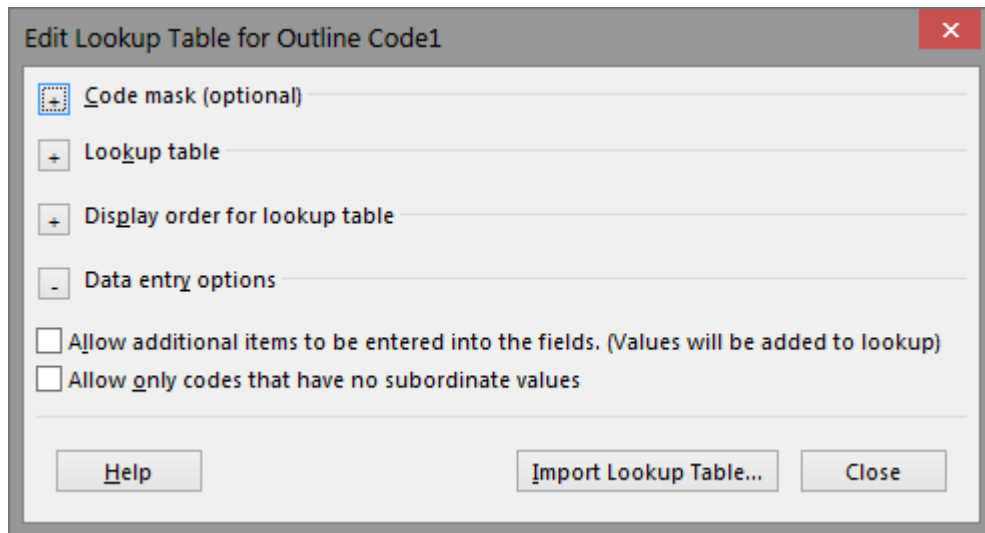 Edit Lookup Table for Outline Code1
Code mask (optional)
Lookup table
Display order for lookup table
Data entry options
Allow additional items to be entered into the fields. (Values will be added to lookup)
Allow only codes that have no subordinate values
Help Import Lookup Table... Close